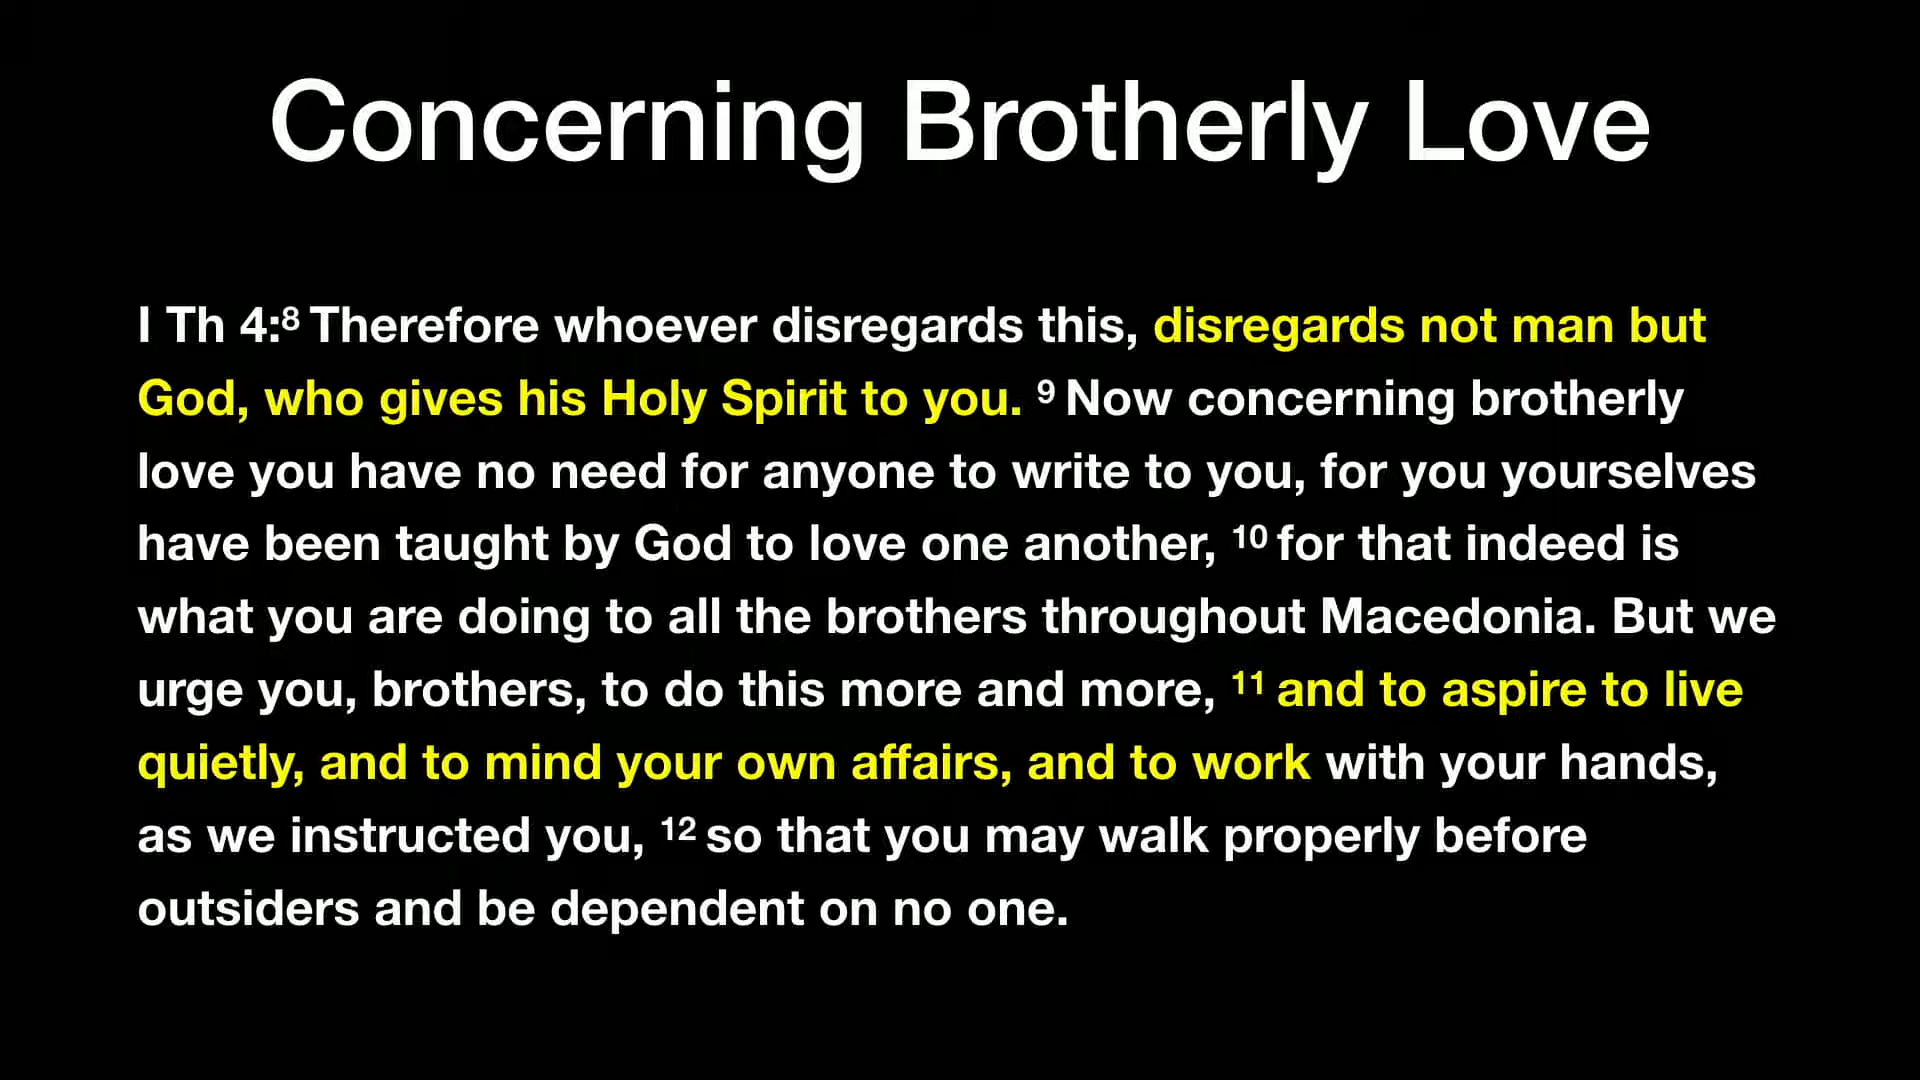 Concerning Brotherly Love
I Th 4:⁸ Therefore whoever disregards this, disregards not man but
God, who gives his Holy Spirit to you. ⁹ Now concerning brotherly
love you have no need for anyone to write to you, for you yourselves
have been taught by God to love one another, ¹⁰ for that indeed is
what you are doing to all the brothers throughout Macedonia. But we
urge you, brothers, to do this more and more, ¹¹ and to aspire to live
quietly, and to mind your own affairs, and to work with your hands,
as we instructed you, ¹² so that you may walk properly before
outsiders and be dependent on no one.